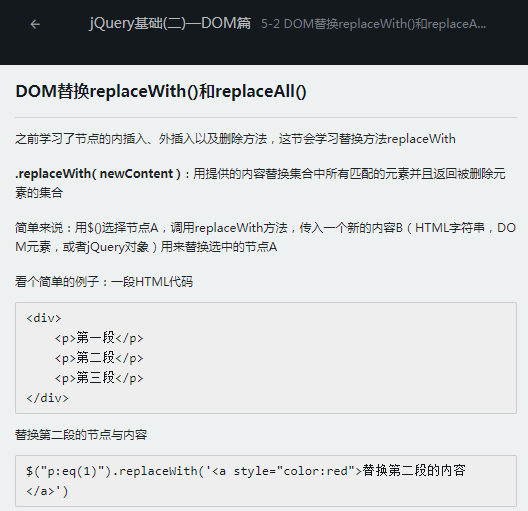 ← jQuery基础(二)—DOM篇 5-2 DOM替换replaceWith()和replaceA...
DOM替换replaceWith()和replaceAll()
之前学习了节点的内插入、外插入以及删除方法，这节会学习替换方法replaceWith
.replaceWith( newContent )：用提供的内容替换集合中所有匹配的元素并且返回被删除元
素的集合
简单来说：用$()选择节点A，调用replaceWith方法，传入一个新的内容B（HTML字符串，DO
M元素，或者jQuery对象）用来替换选中的节点A
看个简单的例子：一段HTML代码
<div>
    <p>第一段</p>
    <p>第二段</p>
    <p>第三段</p>
</div>
替换第二段的节点与内容
$("p:eq(1)").replaceWith('<a style="color:red">替换第二段的内容
</a>')